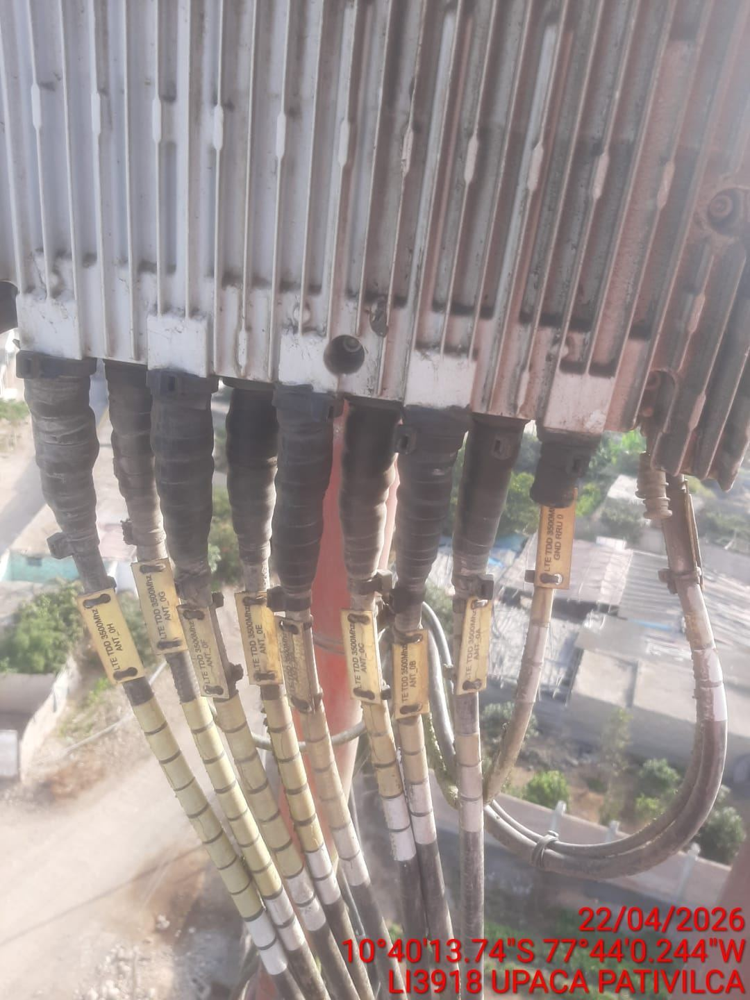 LTE TDD 3500Mhz
GND RRU 0
LTE TDD 3500Mhz
ANT_0H
LTE TDD 3500Mhz
ANT_0G
LTE TDD 3500Mhz
ANT_0F
LTE TDD 3500Mhz
ANT_0E
LTE TDD 3500Mhz
ANT_0C
LTE TDD 3500Mhz
ANT_0B
LTE TDD 3500Mhz
ANT_0A
22/04/2026
10°40'13.74"S 77°44'0.244"W
LI3918 UPACA PATIVILCA